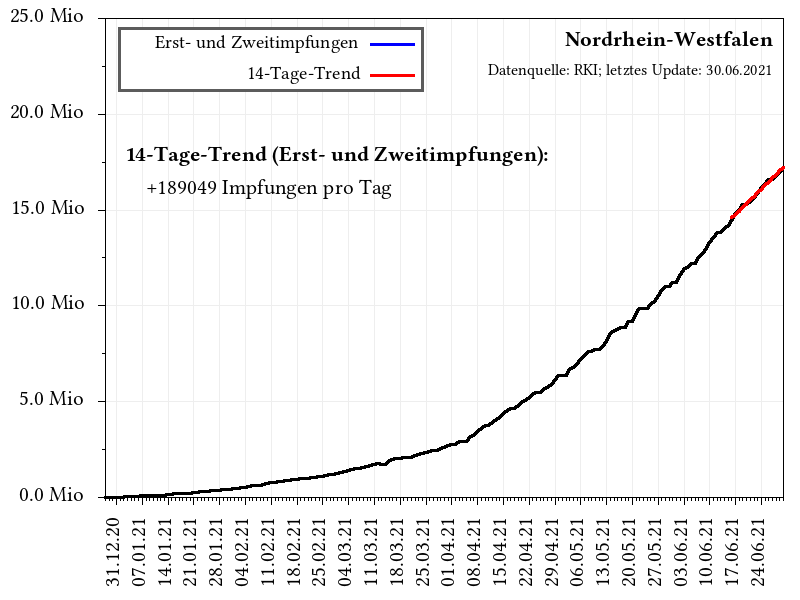 25.0 Mio
20.0 Mio
15.0 Mio
10.0 Mio
5.0 Mio
0.0 Mio
Erst- und Zweitimpfungen
14-Tage-Trend
Nordrhein-Westfalen
Datenquelle: RKI; letztes Update: 30.06.2021
14-Tage-Trend (Erst- und Zweitimpfungen):
+189049 Impfungen pro Tag
31.12.20
07.01.21
14.01.21
21.01.21
28.01.21
04.02.21
11.02.21
18.02.21
25.02.21
04.03.21
11.03.21
18.03.21
25.03.21
01.04.21
08.04.21
15.04.21
22.04.21
29.04.21
06.05.21
13.05.21
20.05.21
27.05.21
03.06.21
10.06.21
17.06.21
24.06.21